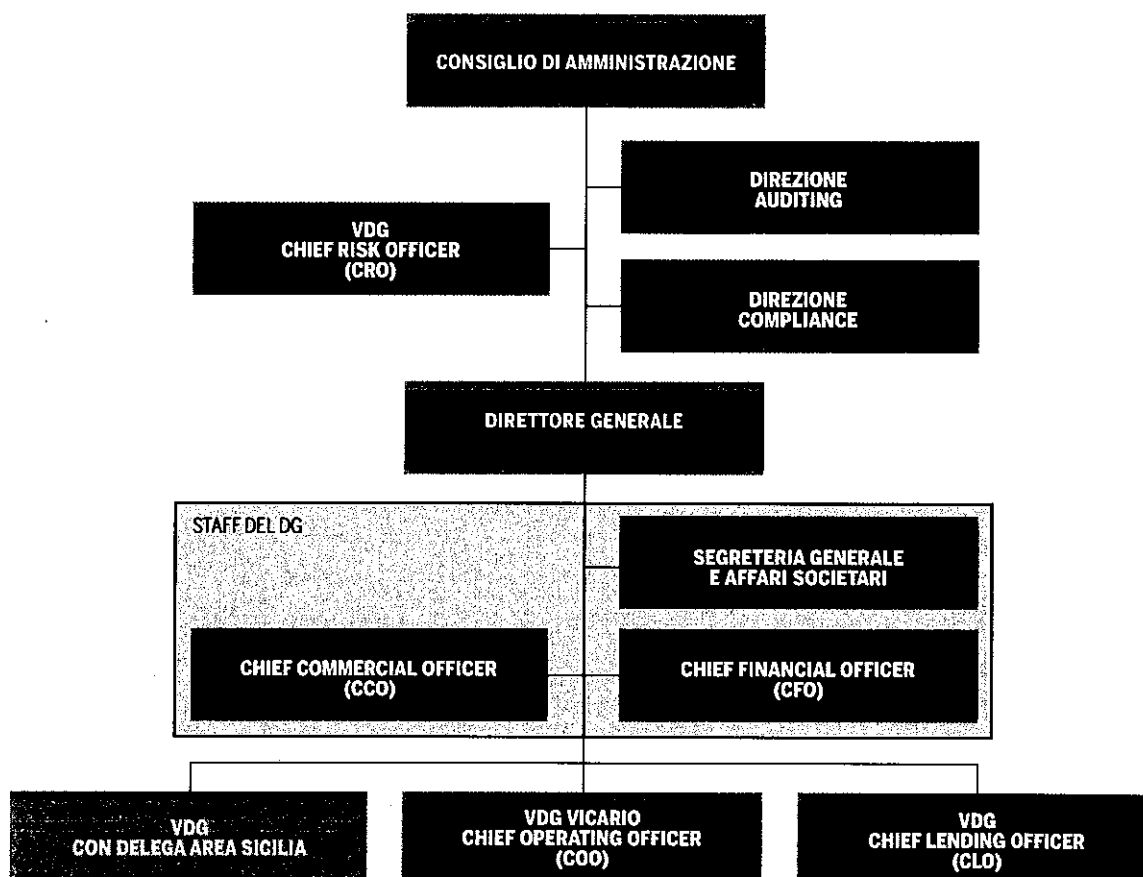 CONSIGLIO DI AMMINISTRAZIONE
DIREZIONE
AUDITING
VDG
CHIEF RISK OFFICER
(CRO)
DIREZIONE
COMPLIANCE
DIRETTORE GENERALE
STAFF DEL DG
SEGRETERIA GENERALE
E AFFARI SOCIETARI
CHIEF COMMERCIAL OFFICER
(CCO)
CHIEF FINANCIAL OFFICER
(CFO)
VDG
CON DELEGA AREA SICILIA
VDG VICARIO
CHIEF OPERATING OFFICER
(COO)
VDG
CHIEF LENDING OFFICER
(CLO)